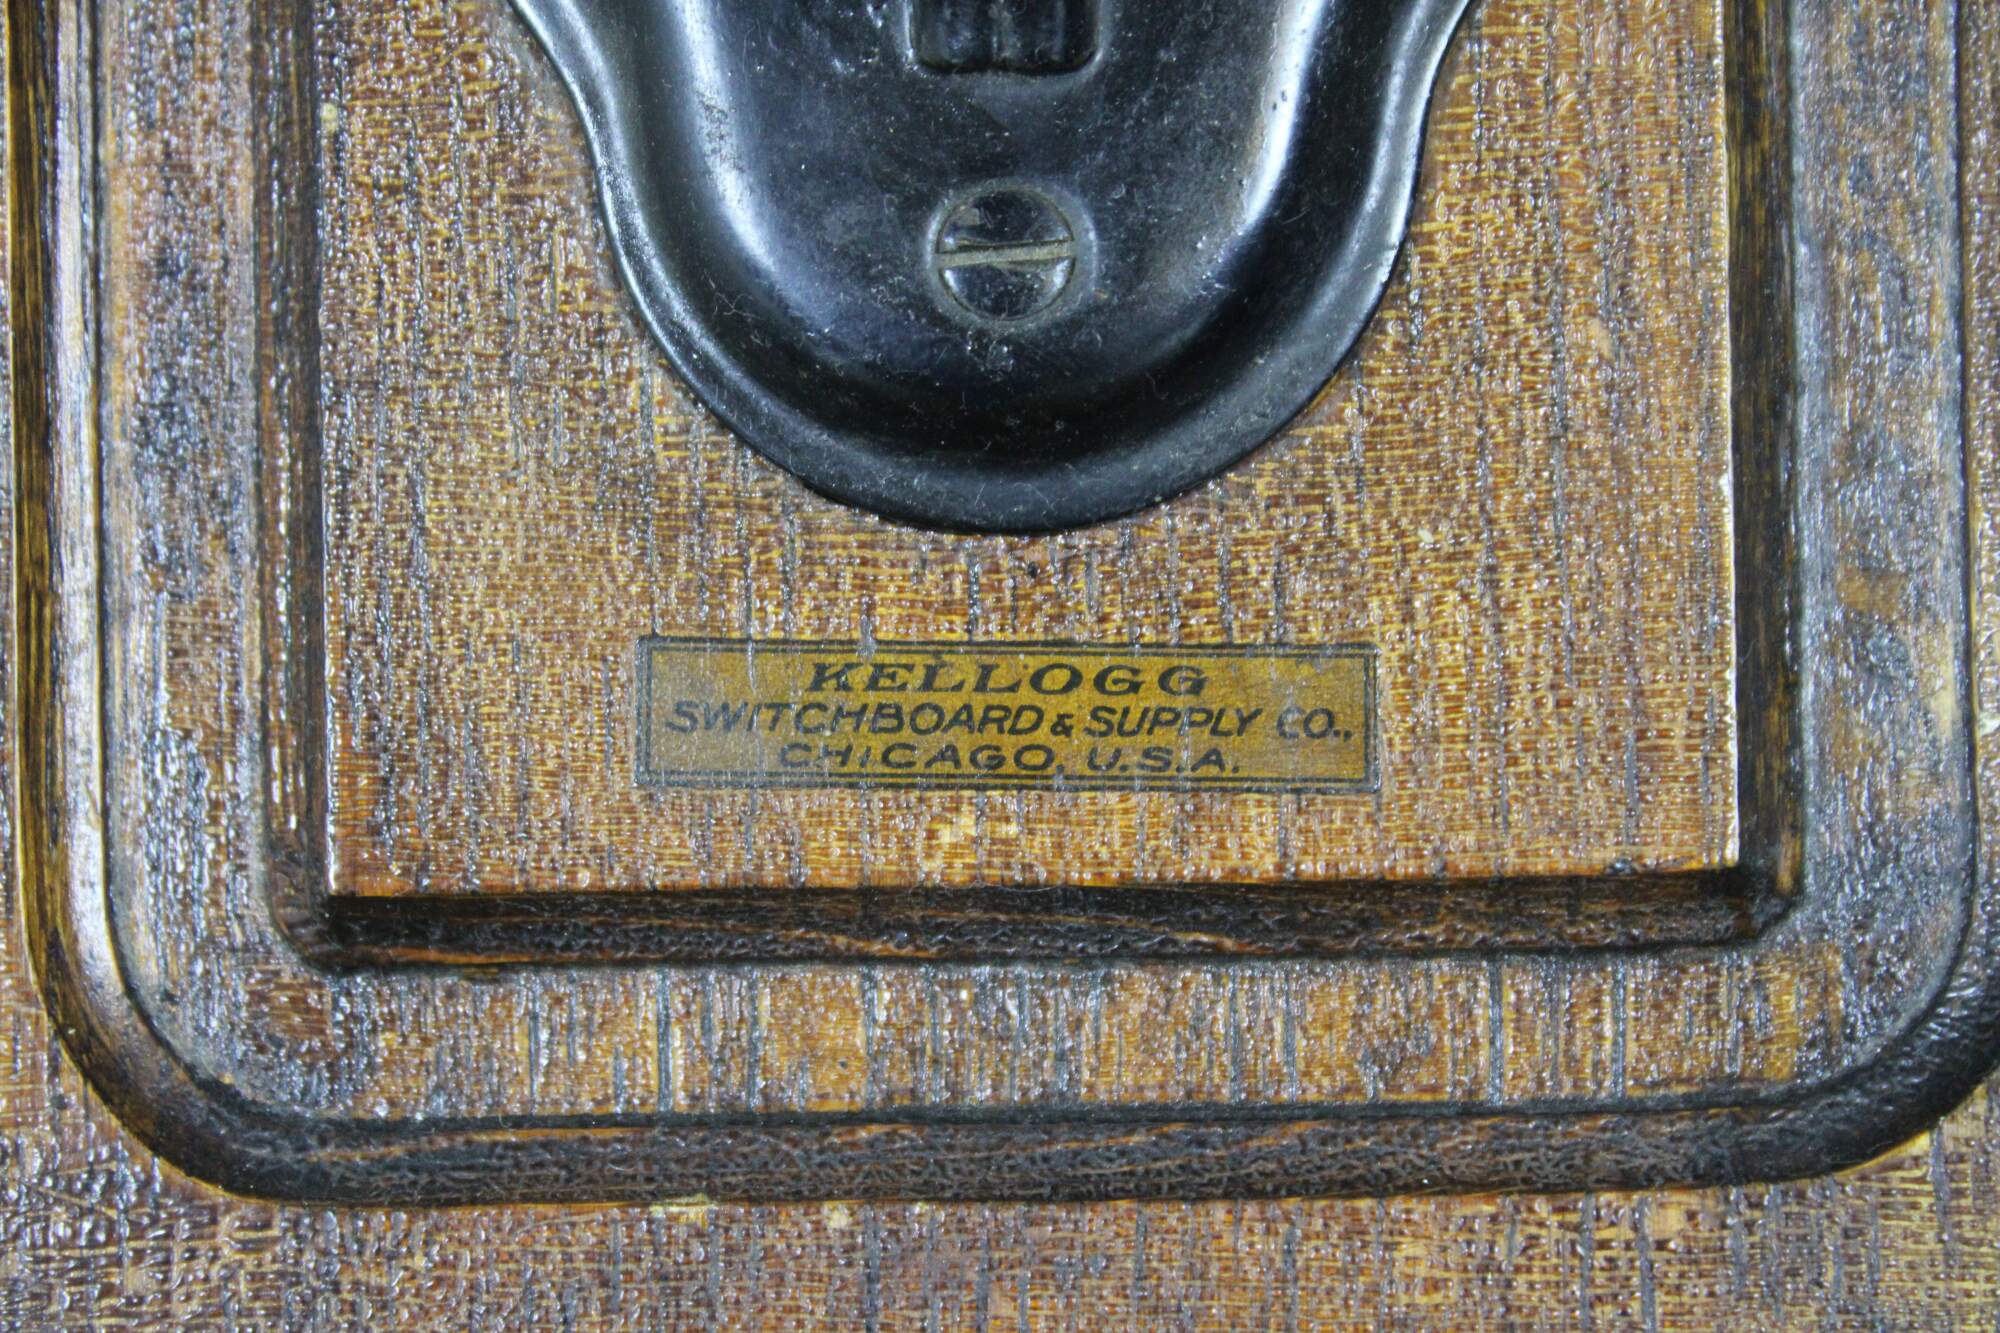 KELLOGG
SWITCHBOARD & SUPPLY CO.,
CHICAGO, U.S.A.